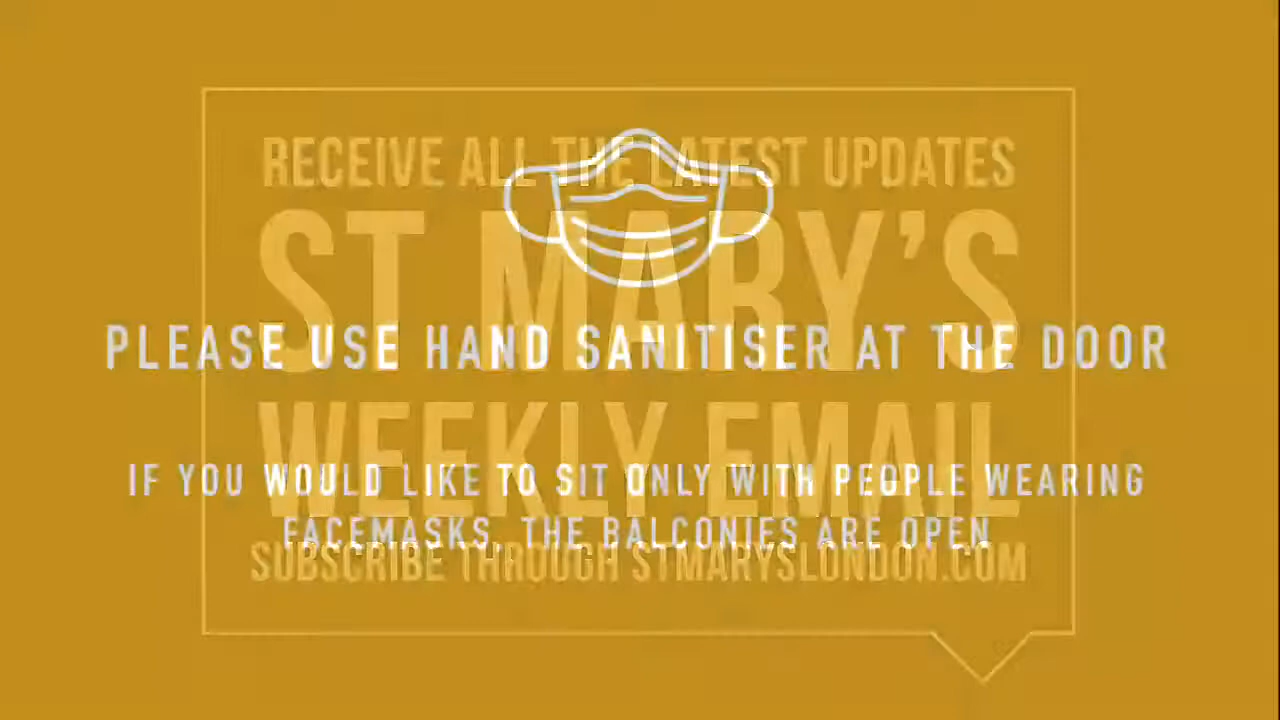 RECEIVE ALL THE LATEST UPDATES
ST MARY'S
WEEKLY EMAIL
SUBSCRIBE THROUGH STMARYSLONDON.COM
PLEASE USE HAND SANITISER AT THE DOOR
IF YOU WOULD LIKE TO SIT ONLY WITH PEOPLE WEARING
FACEMASKS, THE BALCONIES ARE OPEN